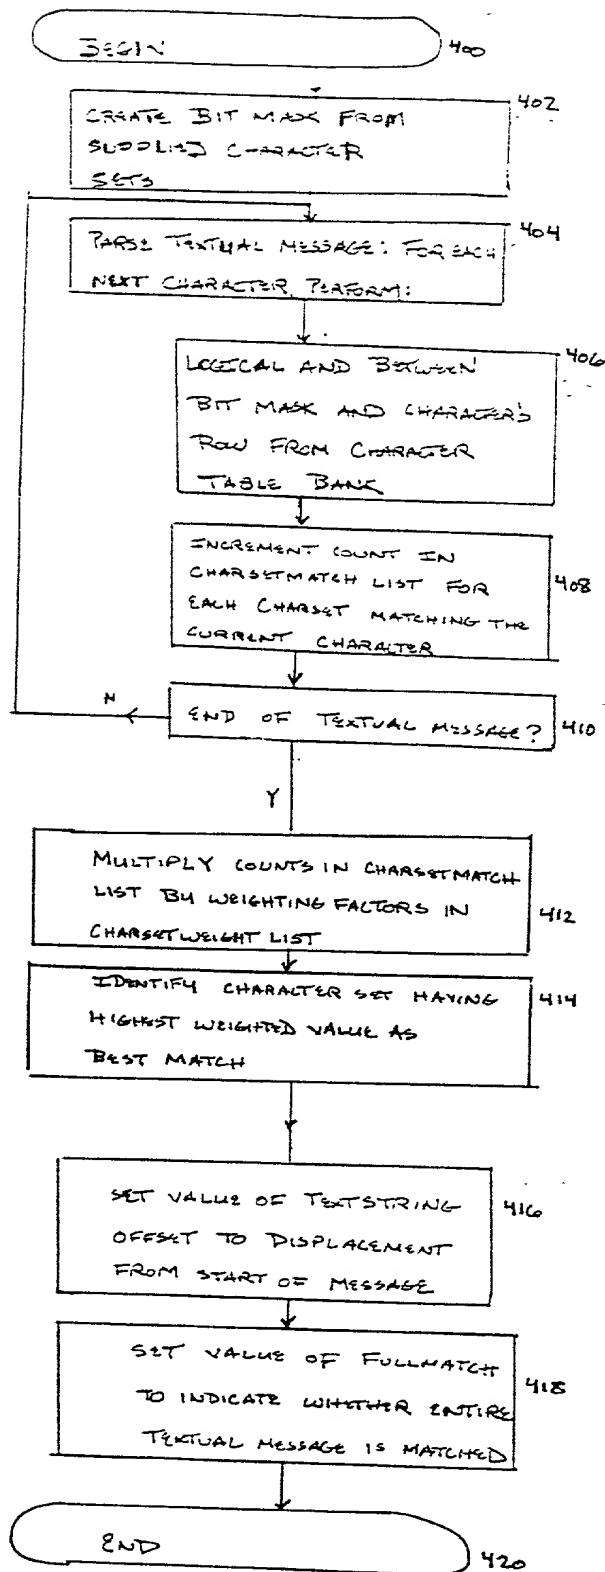 BEGIN
400
402
CREATE BIT MASK FROM
SUPPLIED CHARACTER
SETS
404
PARSE TEXTUAL MESSAGE: FOR EACH
NEXT CHARACTER PERFORM:
406
LOGICAL AND BETWEEN
BIT MASK AND CHARACTER'S
ROW FROM CHARACTER
TABLE BANK
INCREMENT COUNT IN
CHARSETMATCH LIST FOR
EACH CHARSET MATCHING THE
CURRENT CHARACTER
408
N
END OF TEXTUAL MESSAGE?
410
Y
MULTIPLY COUNTS IN CHARSETMATCH
LIST BY WEIGHTING FACTORS IN
CHARSETWEIGHT LIST
412
IDENTIFY CHARACTER SET HAVING
HIGHEST WEIGHTED VALUE AS
BEST MATCH
414
SET VALUE OF TEXTSTRING
OFFSET TO DISPLACEMENT
FROM START OF MESSAGE
416
SET VALUE OF FULLMATCH
TO INDICATE WHETHER ENTIRE
TEXTUAL MESSAGE IS MATCHED
418
END
420